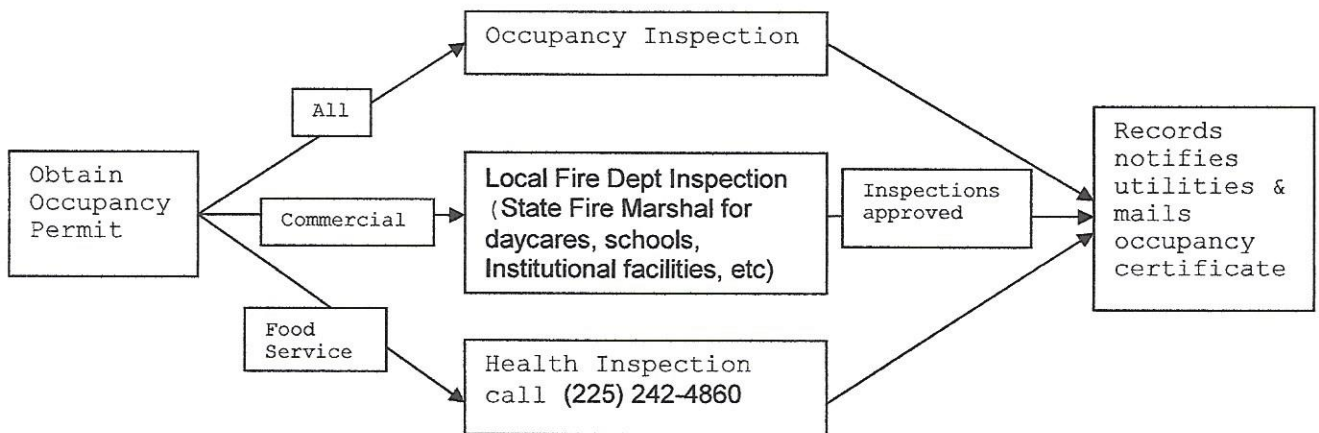 Obtain
Occupancy
Permit
All
Commercial
Food
Service
Occupancy Inspection
Local Fire Dept Inspection
(State Fire Marshal for
daycares, schools,
Institutional facilities, etc)
Health Inspection
call (225) 242-4860
Inspections
approved
Records
notifies
utilities &
mails
occupancy
certificate